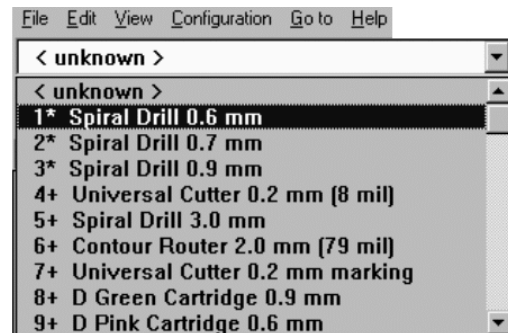 File Edit View Configuration Go to Help
< unknown >
< unknown >
1* Spiral Drill 0.6 mm
2* Spiral Drill 0.7 mm
3* Spiral Drill 0.9 mm
4+ Universal Cutter 0.2 mm (8 mil)
5+ Spiral Drill 3.0 mm
6+ Contour Router 2.0 mm (79 mil)
7+ Universal Cutter 0.2 mm marking
8+ D Green Cartridge 0.9 mm
9+ D Pink Cartridge 0.6 mm